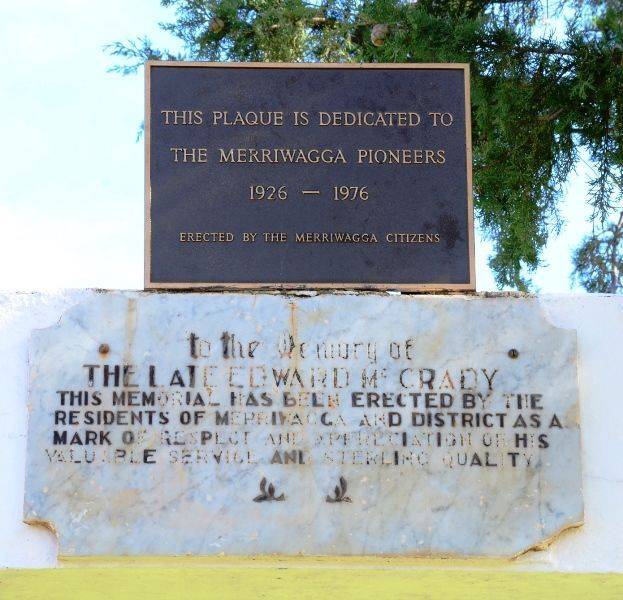 THIS PLAQUE IS DEDICATED TO
THE MERRIWAGGA PIONEERS
1926 — 1976
ERECTED BY THE MERRIWAGGA CITIZENS
To the Memory of
THE LATE EDWARD Mc GRADY
THIS MEMORIAL HAS BEEN ERECTED BY THE
RESIDENTS OF MERRIWAGGA AND DISTRICT AS A
MARK OF RESPECT AND APPRECIATION OF HIS
VALUABLE SERVICE AND STERLING QUALITY